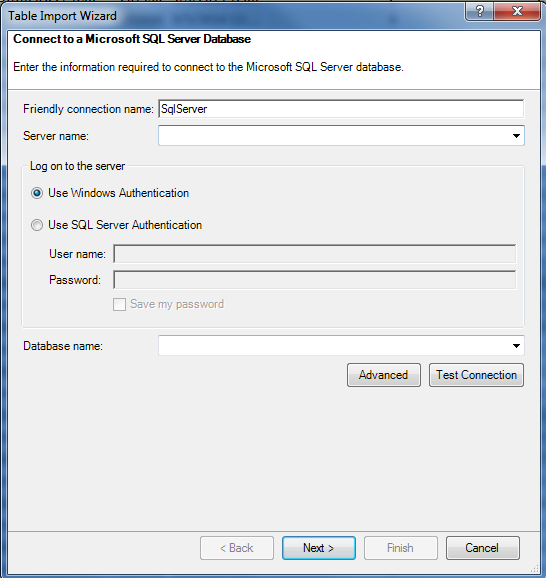 Table Import Wizard
Connect to a Microsoft SQL Server Database
Enter the information required to connect to the Microsoft SQL Server database.
Friendly connection name: SqlServer
Server name:
Log on to the server
Use Windows Authentication
Use SQL Server Authentication
User name:
Password:
Save my password
Database name:
Advanced Test Connection
< Back Next > Finish Cancel